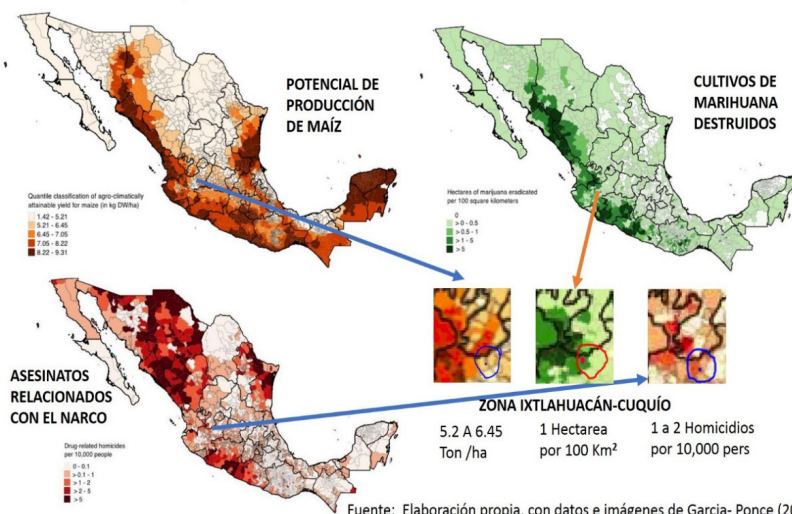 POTENCIAL DE
PRODUCCIÓN
DE MAÍZ
Quantile classification of agro-climatically
attainable yield for maize (in kg DW/ha)
1.42 - 5.21
5.21 - 6.45
6.45 - 7.05
7.05 - 8.22
8.22 - 9.31
CULTIVOS DE
MARIHUANA
DESTRUIDOS
Hectares of marijuana eradicated
per 100 square kilometers
0
> 0 - 0.5
> 0.5 - 1
> 1 - 5
> 5
ASESINATOS
RELACIONADOS
CON EL NARCO
Drug-related homicides
per 10,000 people
0 - 0.1
> 0.1 - 1
> 1 - 2
> 2 - 5
> 5
ZONA IXTLAHUACÁN-CUQUÍO
5.2 A 6.45
Ton /ha
1 Hectarea
por 100 Km²
1 a 2 Homicidios
por 10,000 pers
Fuente: Elaboración propia, con datos e imágenes de Garcia- Ponce (20